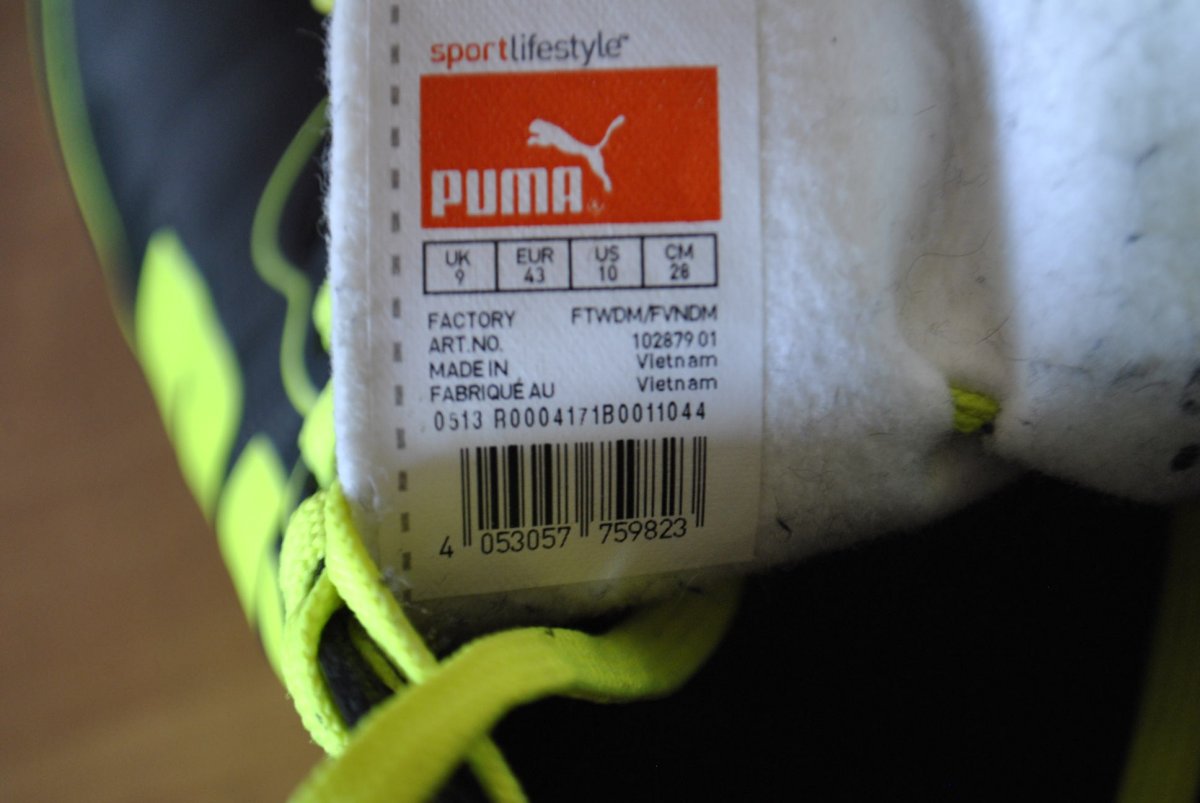 sportlifestyle™
PUMA®
UK EUR US CM
9 43 10 28
FACTORY FTWDM/FVNDM
ART.NO. 102879 01
MADE IN Vietnam
FABRIQUÉ AU Vietnam
0513 R0004171B0011044
4 053057 759823